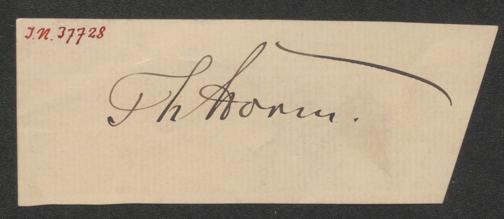 I.N. 37728
Th Storm.